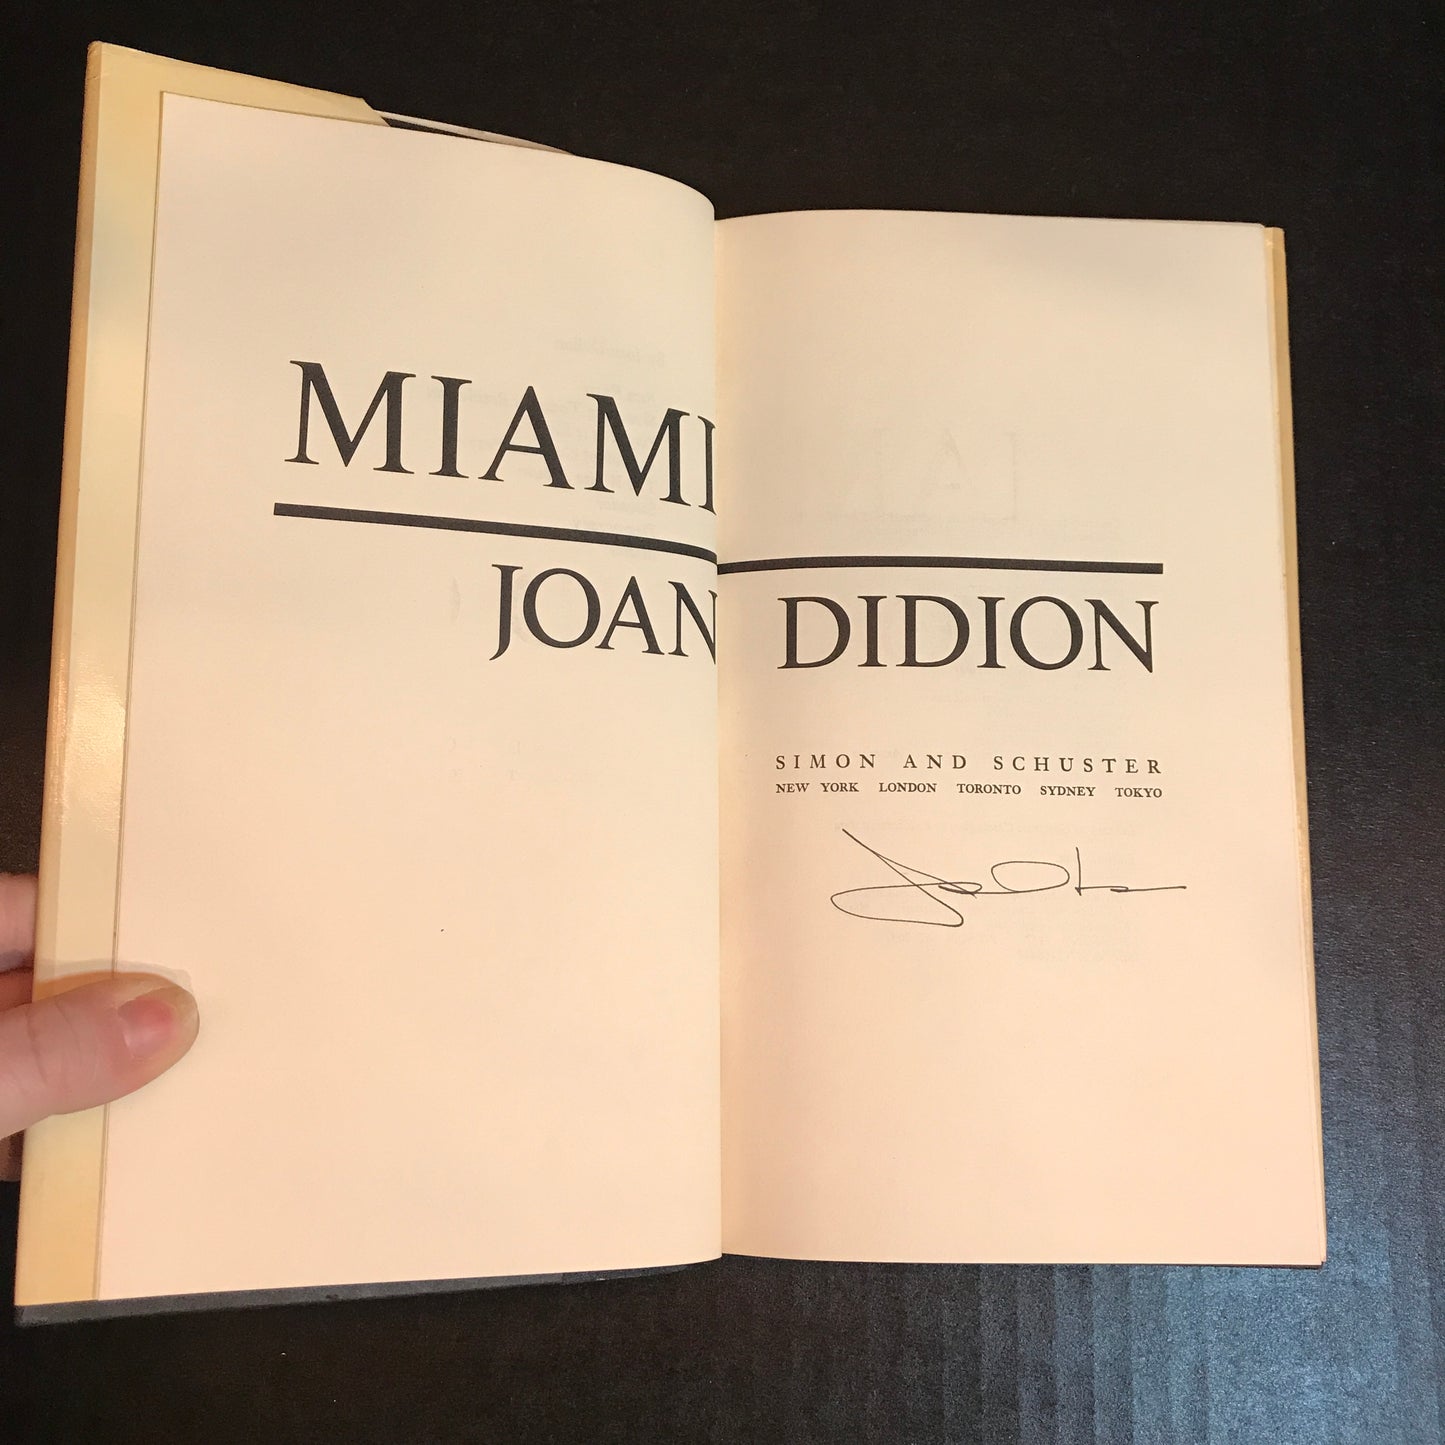 MIAMI
JOAN DIDION
SIMON AND SCHUSTER
NEW YORK LONDON TORONTO SYDNEY TOKYO